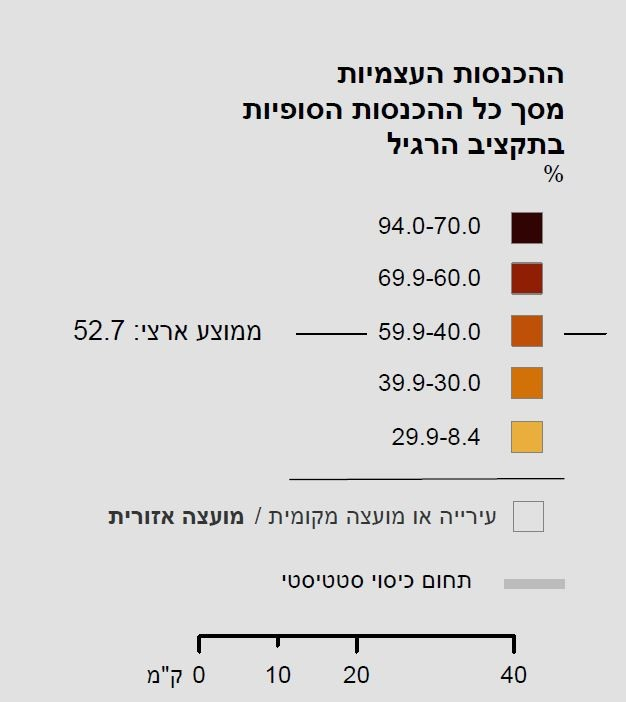 ההכנסות העצמיות
מסך כל ההכנסות הסופיות
בתקציב הרגיל
%
94.0-70.0
69.9-60.0
59.9-40.0 ממוצע ארצי: 52.7
39.9-30.0
29.9-8.4
עירייה או מועצה מקומית / מועצה אזורית
תחום כיסוי סטטיסטי
ק"מ 0 10 20 40